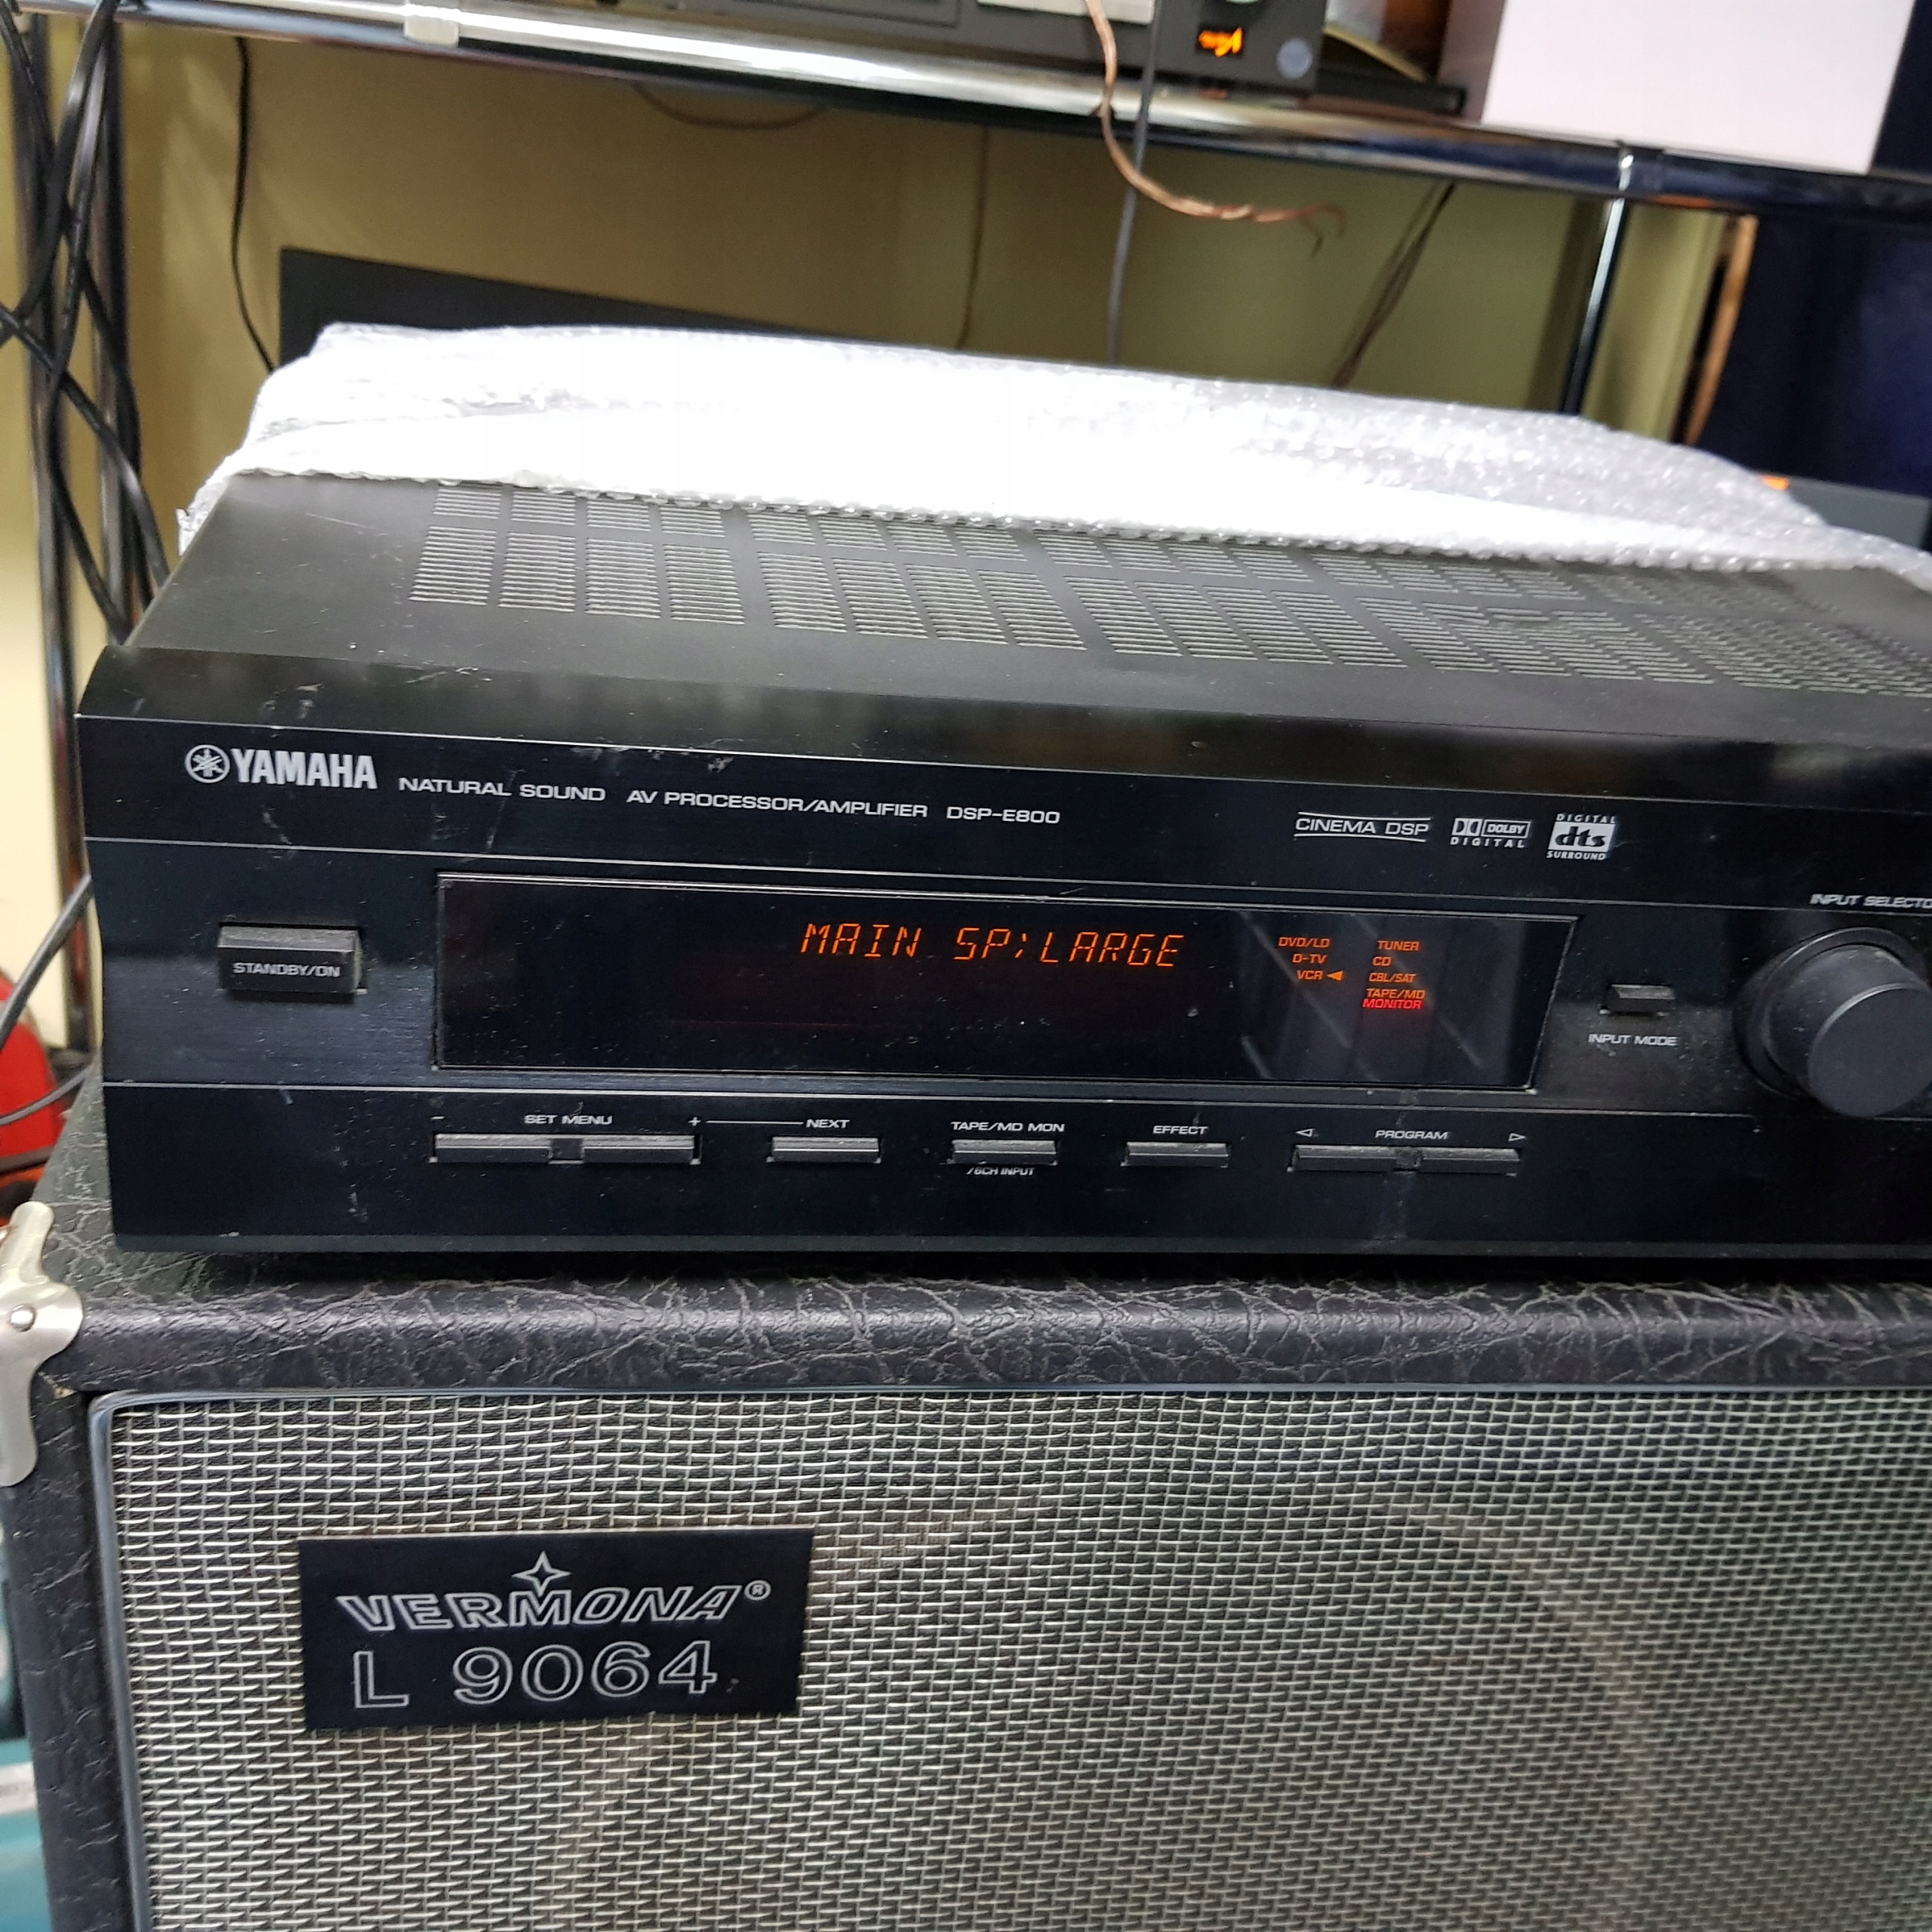 YAMAHA NATURAL SOUND AV PROCESSOR/AMPLIFIER DSP-E800
CINEMA DSP
DOLBY
DIGITAL
DIGITAL
dts
SURROUND
INPUT SELECTO
STANDBY/ON
MAIN SP:LARGE
DVD/LD TUNER
D-TV CD
VCR CBL/SAT
TAPE/MD
MONITOR
INPUT MODE
- SET MENU + NEXT TAPE/MD MON EFFECT PROGRAM
/6CH INPUT
VERMONA®
L 9064